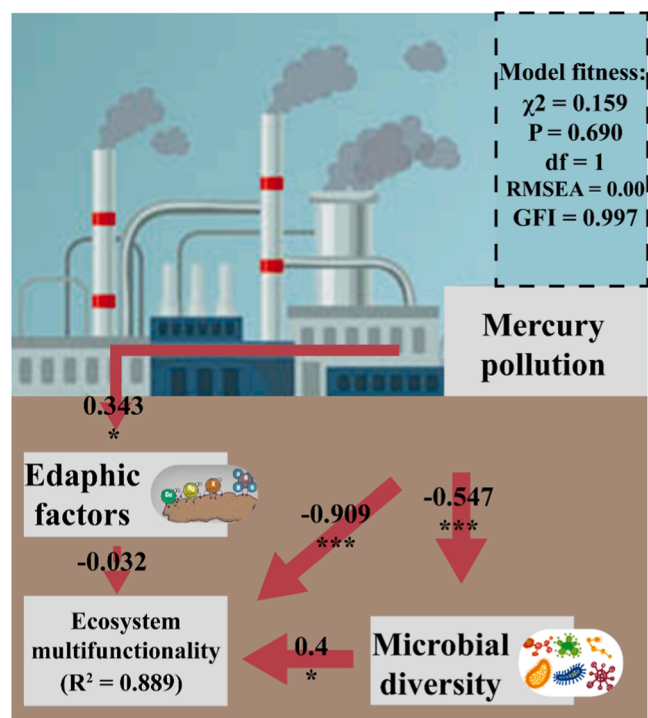 Model fitness:
χ2 = 0.159
P = 0.690
df = 1
RMSEA = 0.00
GFI = 0.997
Mercury
pollution
0.343
*
Edaphic
factors
-0.909
***
-0.547
***
-0.032
Ecosystem
multifunctionality
(R² = 0.889)
0.4
*
Microbial
diversity